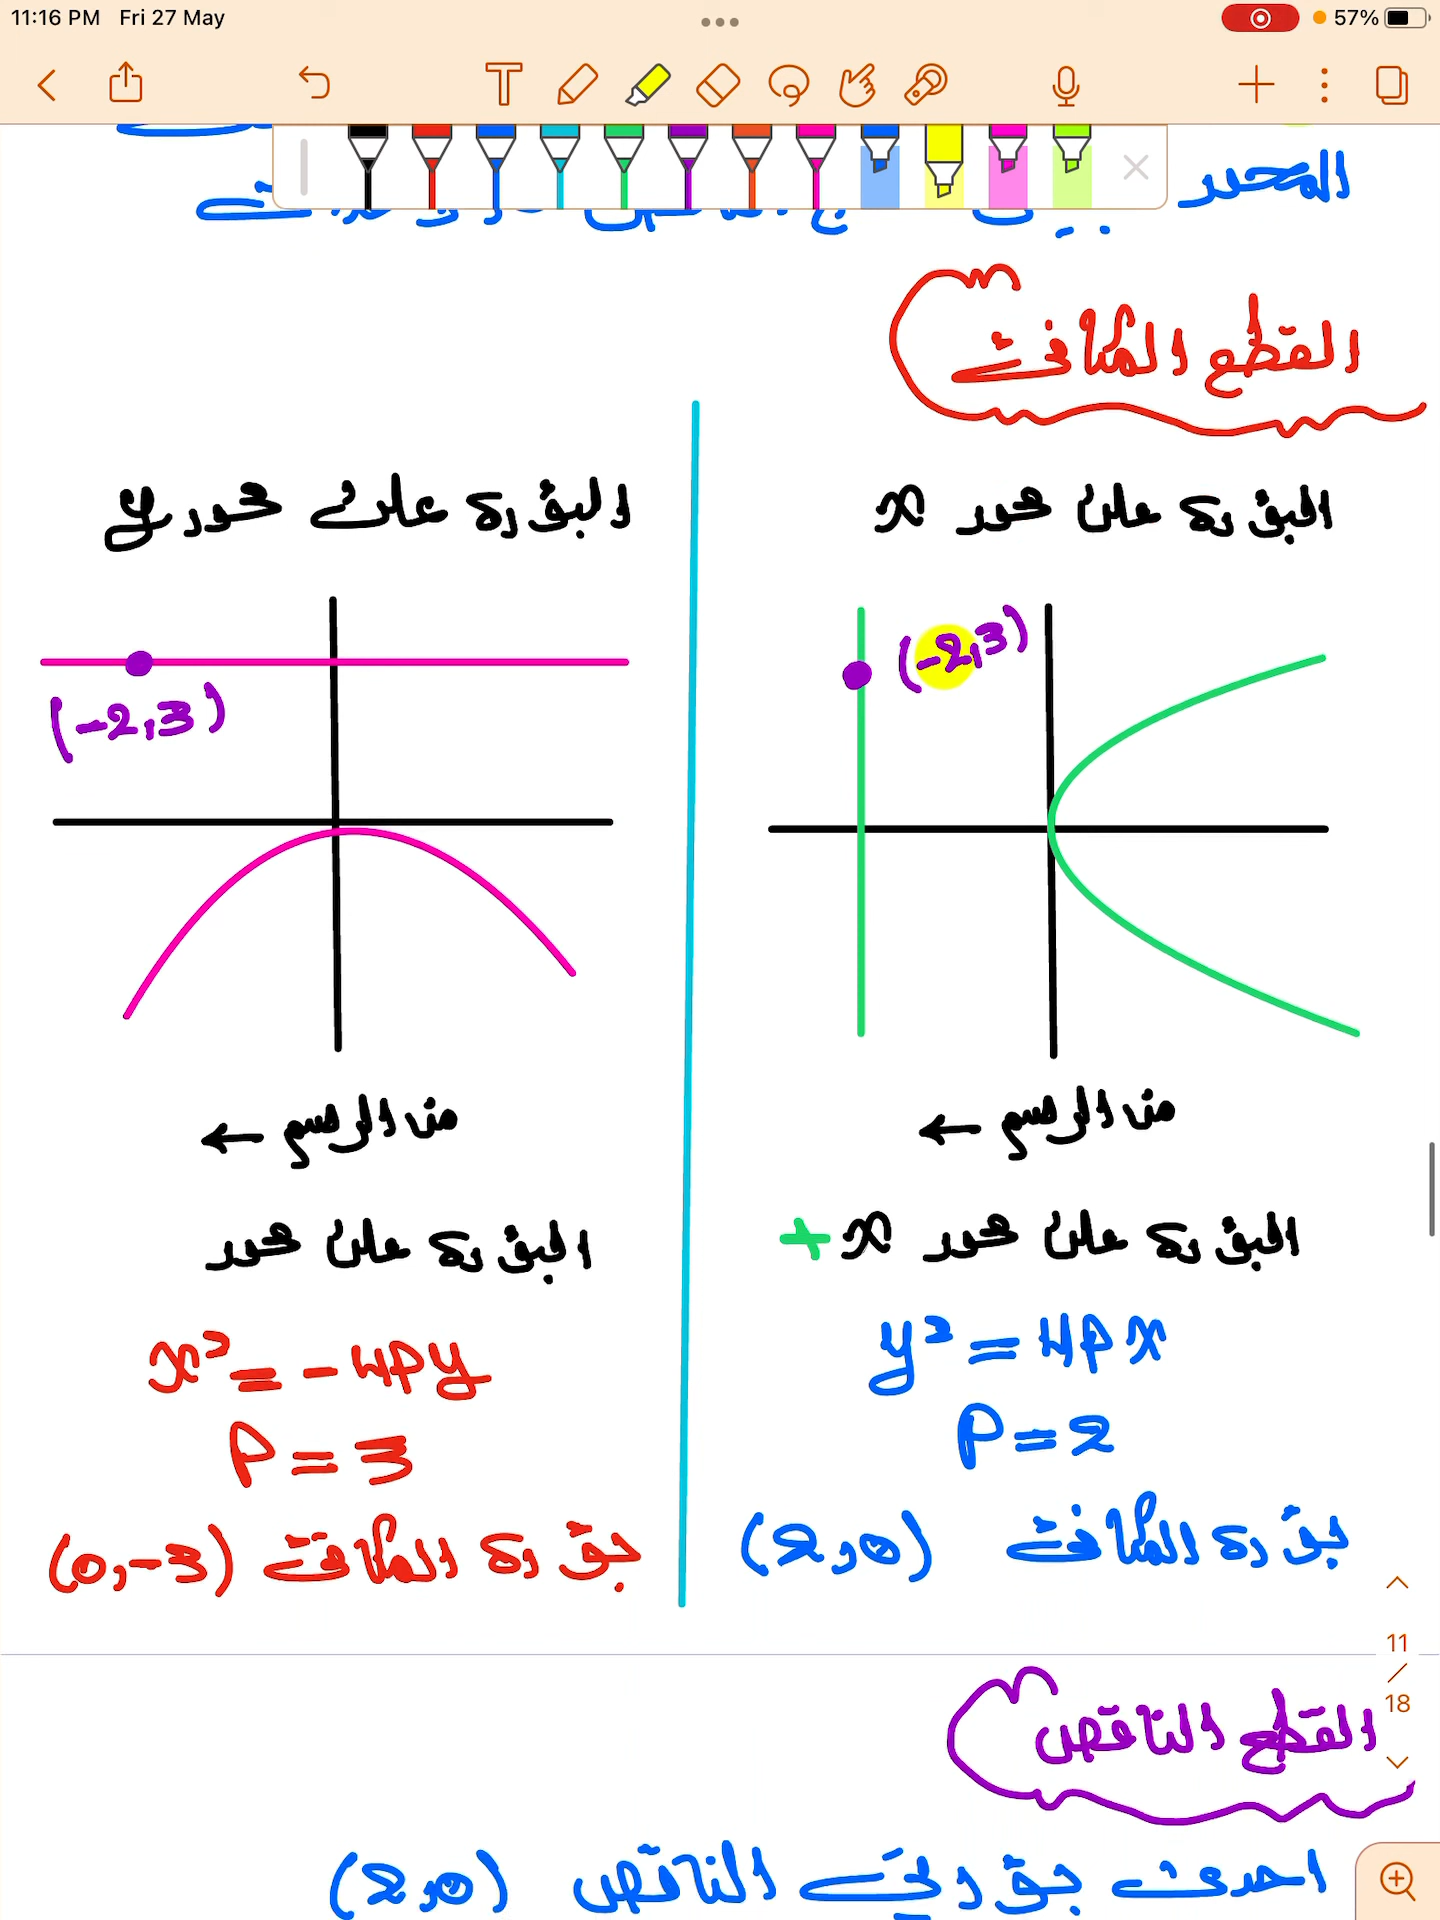 11:16 PM Fri 27 May
57%
المحور
القطع المكافئ
البؤرة على محور x
البؤرة على محور y
(-2,3)
(-2,3)
من الرسم ←
من الرسم ←
البؤرة على محور x +
البؤرة على محور
y² = 4px
x² = -4py
P = 2
P = 3
بؤرة المكافئ (2,0)
بؤرة المكافئ (0,-3)
11
/
18
القطع الناقص
احدى بؤرتي الناقص (2,0)